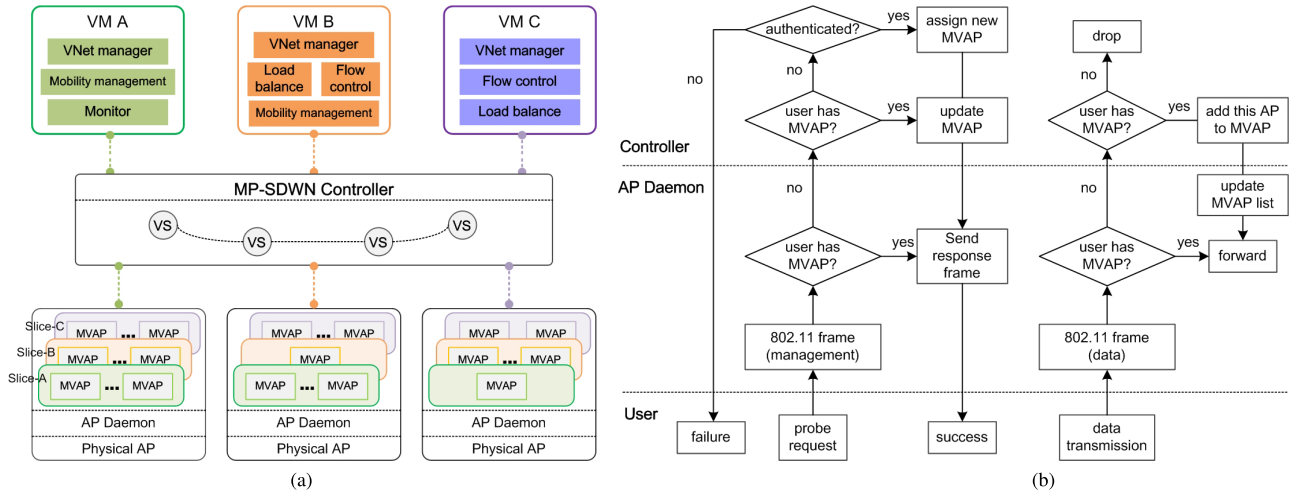 VM A
VNet manager
Mobility management
Monitor
VM B
VNet manager
Load
balance
Flow
control
Mobility management
VM C
VNet manager
Flow control
Load balance
MP-SDWN Controller
VS
VS
VS
VS
Slice-C
MVAP ... MVAP
Slice-B
MVAP ... MVAP
Slice-A
MVAP ... MVAP
AP Daemon
Physical AP
MVAP ... MVAP
MVAP MVAP
MVAP ... MVAP
AP Daemon
Physical AP
MVAP MVAP
MVAP ... MVAP
MVAP
AP Daemon
Physical AP
(a)
authenticated?
yes
assign new
MVAP
no
no
user has
MVAP?
yes
update
MVAP
Controller
AP Daemon
no
user has
MVAP?
yes
Send
response
frame
802.11 frame
(management)
User
failure
probe
request
success
drop
no
user has
MVAP?
yes
add this AP
to MVAP
update
MVAP list
no
user has
MVAP?
yes
forward
802.11 frame
(data)
data
transmission
(b)